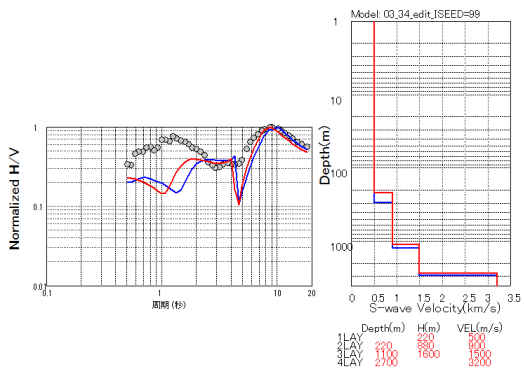 Model: 03_34_edit_ISEED=99
Normalized H/V
1
0.1
0.01
0.1
1
10
20
周期(秒)
Depth(m)
1
10
100
1000
0
0.5
1
1.5
2
2.5
3
3.5
S-wave Velocity(km/s)
Depth(m) H(m) VEL(m/s)
1LAY 220 500
2LAY 220 880 900
3LAY 1100 1600 1500
4LAY 2700 3200